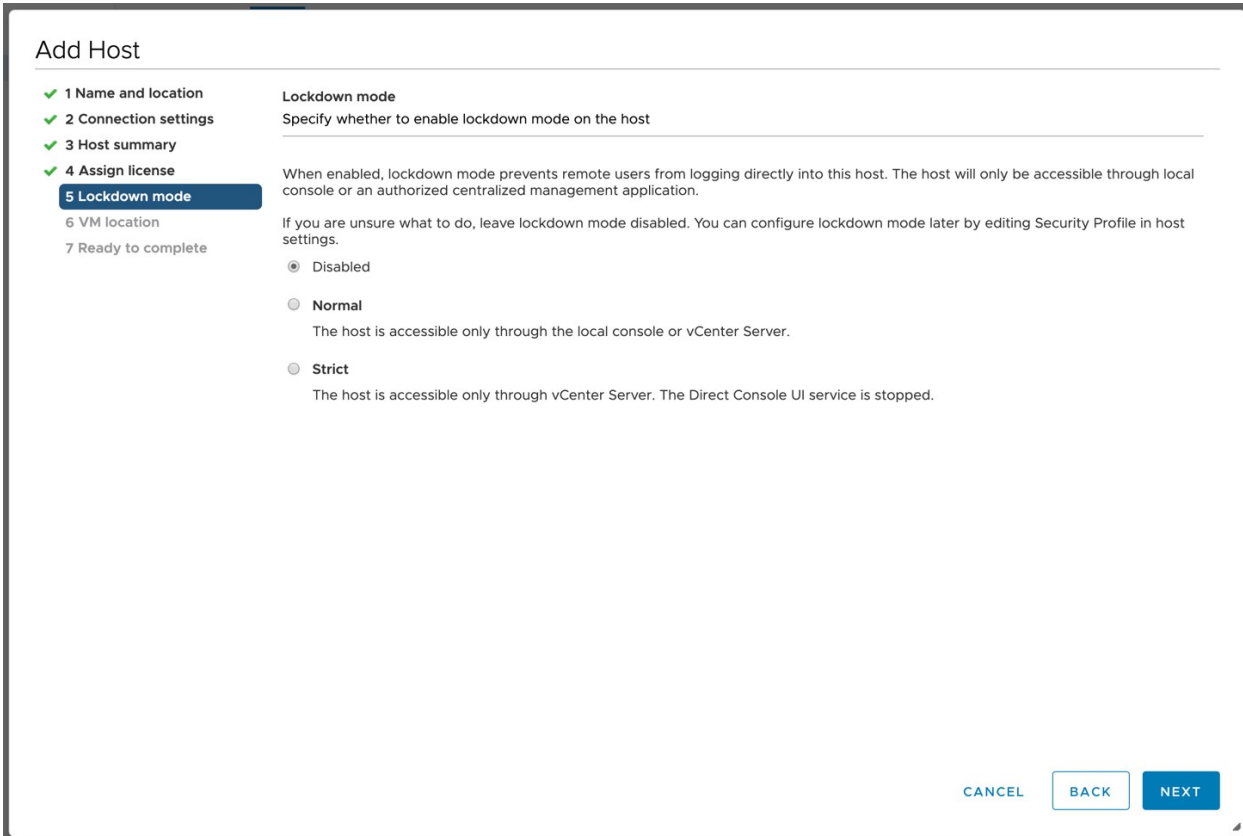 Add Host
1 Name and location
2 Connection settings
3 Host summary
4 Assign license
5 Lockdown mode
6 VM location
7 Ready to complete
Lockdown mode
Specify whether to enable lockdown mode on the host
When enabled, lockdown mode prevents remote users from logging directly into this host. The host will only be accessible through local
console or an authorized centralized management application.
If you are unsure what to do, leave lockdown mode disabled. You can configure lockdown mode later by editing Security Profile in host
settings.
Disabled
Normal
The host is accessible only through the local console or vCenter Server.
Strict
The host is accessible only through vCenter Server. The Direct Console UI service is stopped.
CANCEL
BACK
NEXT